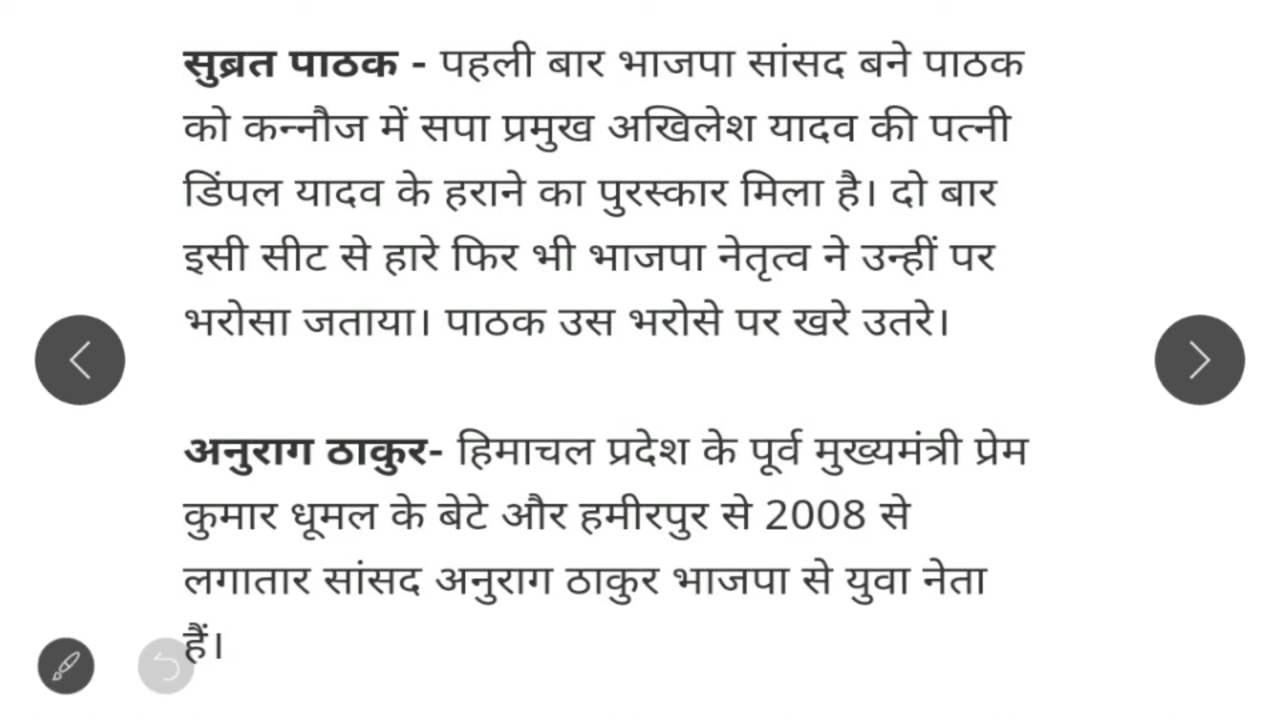 सुब्रत पाठक - पहली बार भाजपा सांसद बने पाठक
को कन्नौज में सपा प्रमुख अखिलेश यादव की पत्नी
डिंपल यादव के हराने का पुरस्कार मिला है। दो बार
इसी सीट से हारे फिर भी भाजपा नेतृत्व ने उन्हीं पर
भरोसा जताया। पाठक उस भरोसे पर खरे उतरे।
अनुराग ठाकुर- हिमाचल प्रदेश के पूर्व मुख्यमंत्री प्रेम
कुमार धूमल के बेटे और हमीरपुर से 2008 से
लगातार सांसद अनुराग ठाकुर भाजपा से युवा नेता
हैं।